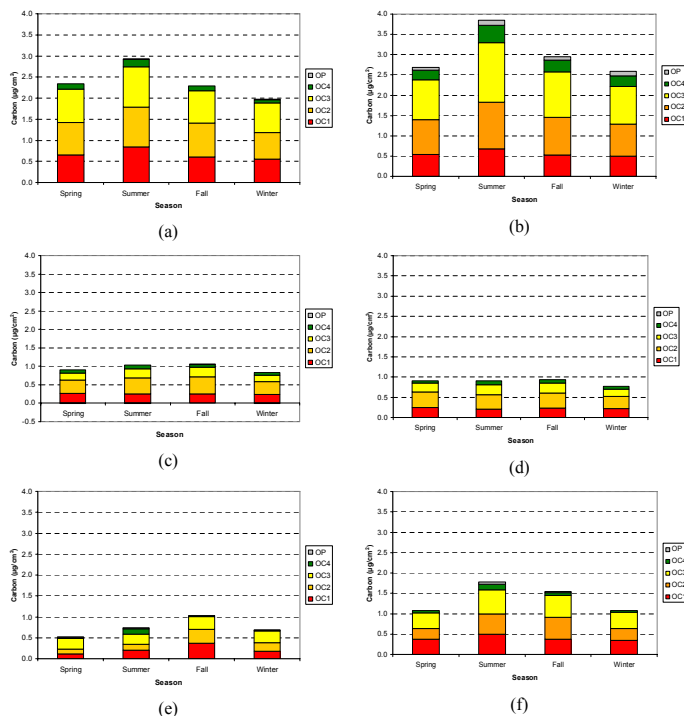 4.0
3.5
3.0
2.5
2.0
1.5
1.0
0.5
0.0
Carbon (µg/cm²)
Spring Summer Fall Winter
Season
OP
OC4
OC3
OC2
OC1
(a)
4.0
3.5
3.0
2.5
2.0
1.5
1.0
0.5
0.0
Carbon (µg/cm²)
Spring Summer Fall Winter
Season
OP
OC4
OC3
OC2
OC1
(b)
4.0
3.5
3.0
2.5
2.0
1.5
1.0
0.5
0.0
-0.5
Carbon (µg/cm²)
Spring Summer Fall Winter
Season
OP
OC4
OC3
OC2
OC1
(c)
4.0
3.5
3.0
2.5
2.0
1.5
1.0
0.5
0.0
Carbon (µg/cm²)
Spring Summer Fall Winter
Season
OP
OC4
OC3
OC2
OC1
(d)
4.0
3.5
3.0
2.5
2.0
1.5
1.0
0.5
0.0
Carbon (µg/cm²)
Spring Summer Fall Winter
Season
OP
OC4
OC3
OC2
OC1
(e)
4.0
3.5
3.0
2.5
2.0
1.5
1.0
0.5
0.0
Carbon (µg/cm²)
Spring Summer Fall Winter
Season
OP
OC4
OC3
OC2
OC1
(f)